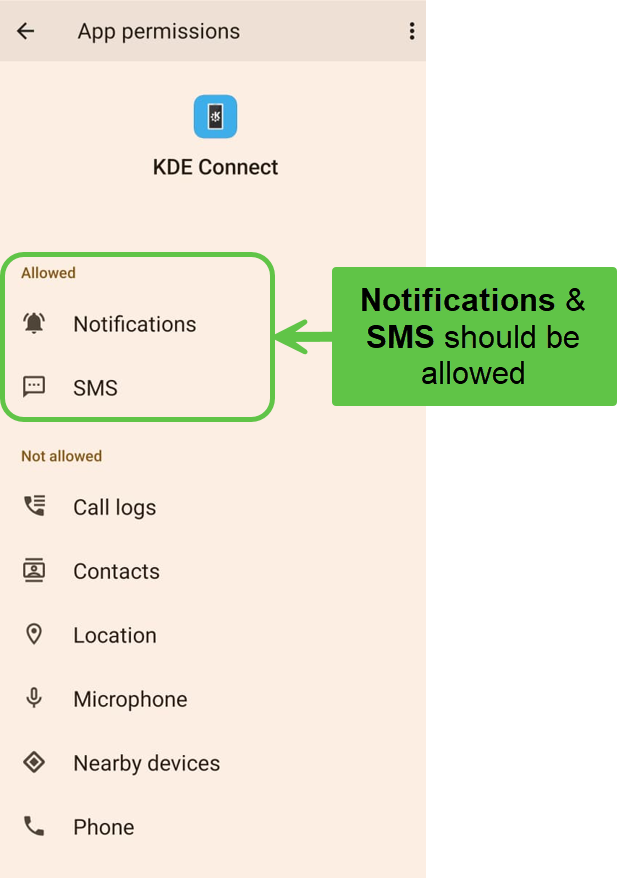 App permissions
KDE Connect
Allowed
Notifications
SMS
Notifications &
SMS should be
allowed
Not allowed
Call logs
Contacts
Location
Microphone
Nearby devices
Phone